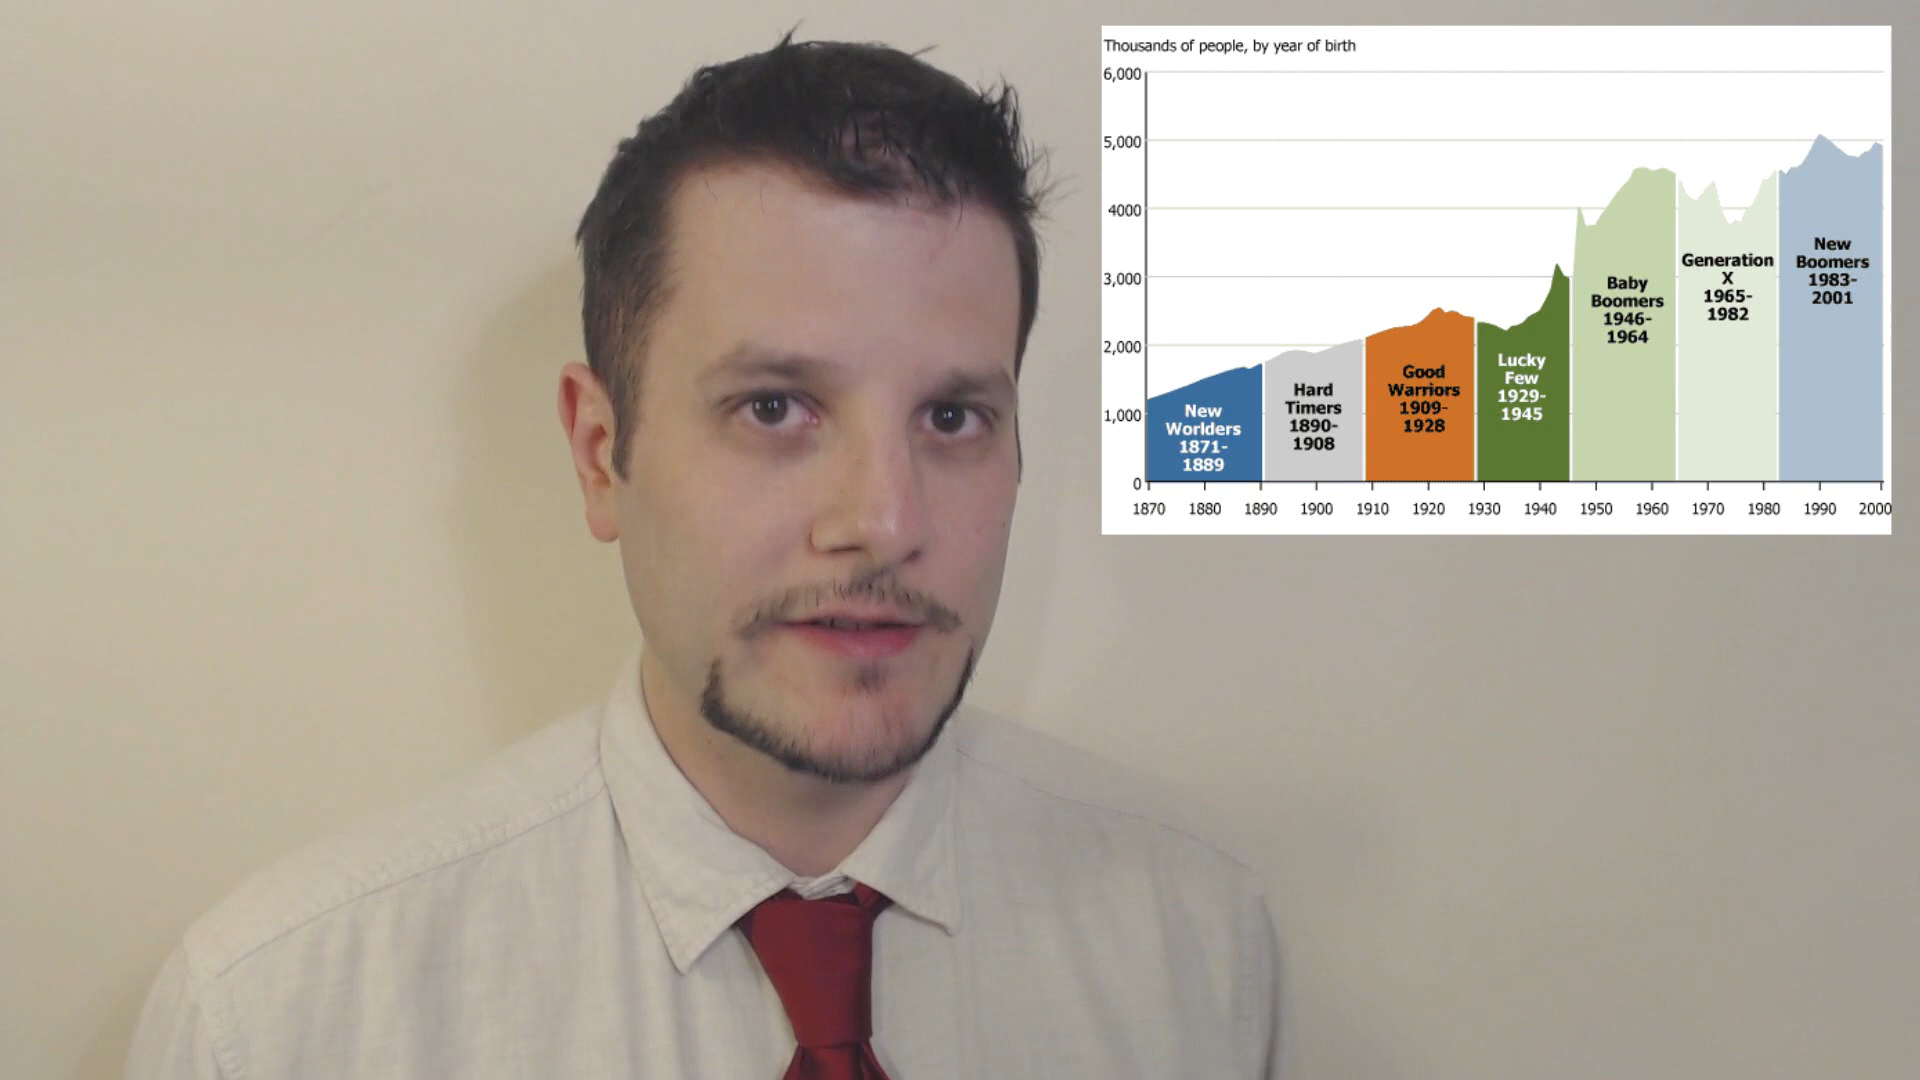 Thousands of people, by year of birth
6,000
5,000
4000
3,000
2,000
1,000
0
New
Worlders
1871-
1889
Hard
Timers
1890-
1908
Good
Warriors
1909-
1928
Lucky
Few
1929-
1945
Baby
Boomers
1946-
1964
Generation
X
1965-
1982
New
Boomers
1983-
2001
1870 1880 1890 1900 1910 1920 1930 1940 1950 1960 1970 1980 1990 2000